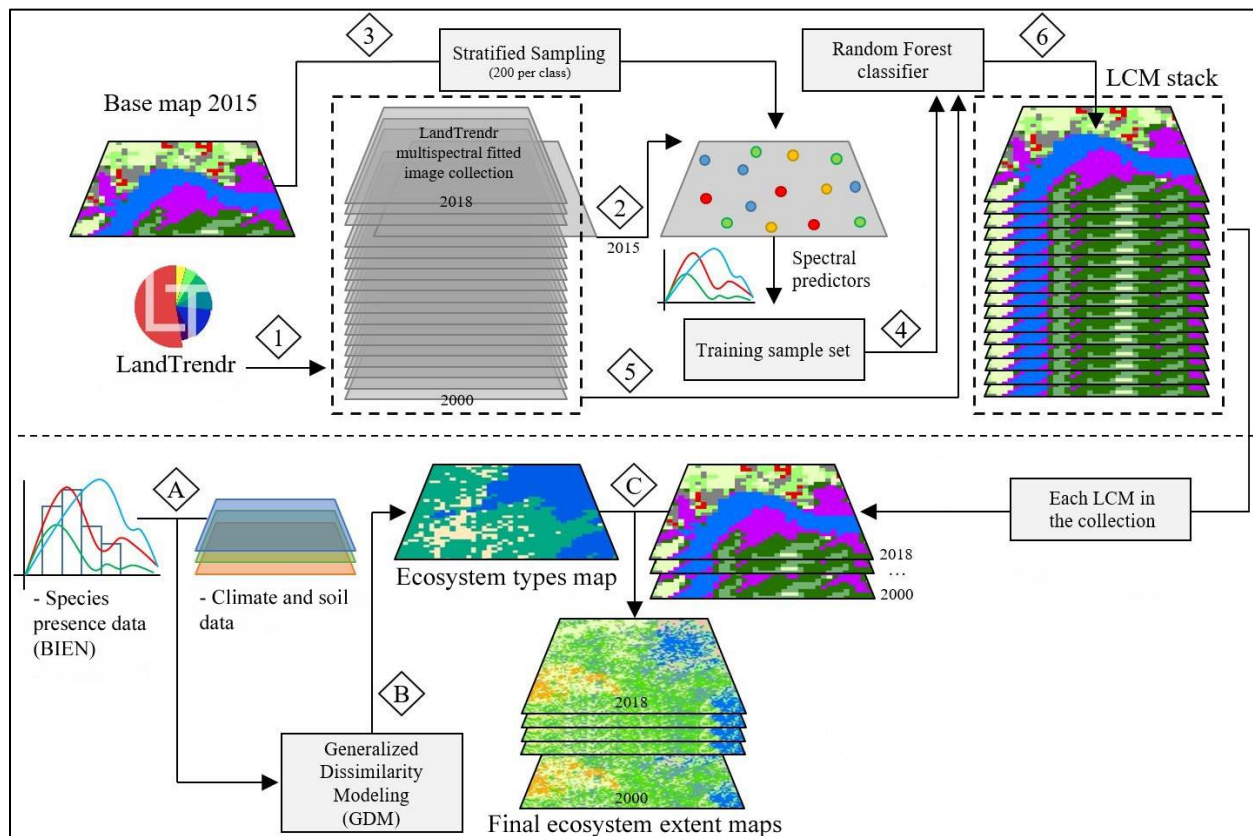 3
Stratified Sampling
(200 per class)
Random Forest
classifier
6
Base map 2015
LCM stack
LandTrendr
multispectral fitted
image collection
2018
2
2015
Spectral
predictors
LT
LandTrendr
1
Training sample set
4
5
2000
A
- Species
presence data
(BIEN)
- Climate and soil
data
Ecosystem types map
C
2018
...
2000
Each LCM in
the collection
B
Generalized
Dissimilarity
Modeling
(GDM)
2018
2000
Final ecosystem extent maps